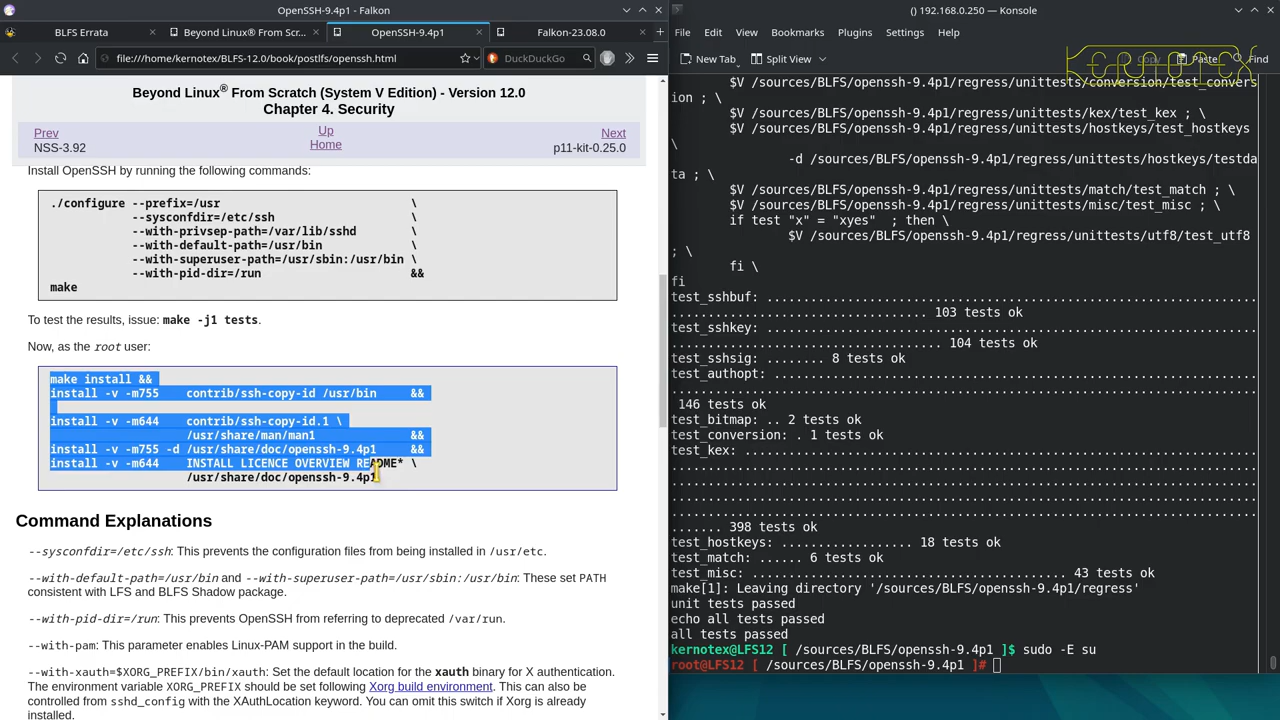 OpenSSH-9.4p1 - Falkon
BLFS Errata
Beyond Linux® From Scr...
OpenSSH-9.4p1
Falkon-23.08.0
file:///home/kernotex/BLFS-12.0/book/postlfs/openssh.html
DuckDuckGo
Beyond Linux® From Scratch (System V Edition) - Version 12.0
Chapter 4. Security
Prev
Up
Next
NSS-3.92
Home
p11-kit-0.25.0
Install OpenSSH by running the following commands:
./configure --prefix=/usr \
--sysconfdir=/etc/ssh \
--with-privsep-path=/var/lib/sshd \
--with-default-path=/usr/bin \
--with-superuser-path=/usr/sbin:/usr/bin \
--with-pid-dir=/run &&
make
To test the results, issue: make -j1 tests.
Now, as the root user:
make install &&
install -v -m755 contrib/ssh-copy-id /usr/bin &&
install -v -m644 contrib/ssh-copy-id.1 \
/usr/share/man/man1 &&
install -v -m755 -d /usr/share/doc/openssh-9.4p1 &&
install -v -m644 INSTALL LICENCE OVERVIEW README* \
/usr/share/doc/openssh-9.4p1
Command Explanations
--sysconfdir=/etc/ssh: This prevents the configuration files from being installed in /usr/etc.
--with-default-path=/usr/bin and --with-superuser-path=/usr/sbin:/usr/bin: These set PATH
consistent with LFS and BLFS Shadow package.
--with-pid-dir=/run: This prevents OpenSSH from referring to deprecated /var/run.
--with-pam: This parameter enables Linux-PAM support in the build.
--with-xauth=$XORG_PREFIX/bin/xauth: Set the default location for the xauth binary for X authentication.
The environment variable XORG_PREFIX should be set following Xorg build environment. This can also be
controlled from sshd_config with the XAuthLocation keyword. You can omit this switch if Xorg is already
installed.
() 192.168.0.250 — Konsole
File Edit View Bookmarks Plugins Settings Help
New Tab Split View Copy Paste Find
KERNOTEX
$V /sources/BLFS/openssh-9.4p1/regress/unittests/conversion/test_convers
ion ; \
$V /sources/BLFS/openssh-9.4p1/regress/unittests/kex/test_kex ; \
$V /sources/BLFS/openssh-9.4p1/regress/unittests/hostkeys/test_hostkeys
\
-d /sources/BLFS/openssh-9.4p1/regress/unittests/hostkeys/testda
ta ; \
$V /sources/BLFS/openssh-9.4p1/regress/unittests/match/test_match ; \
$V /sources/BLFS/openssh-9.4p1/regress/unittests/misc/test_misc ; \
if test "x" = "xyes" ; then \
$V /sources/BLFS/openssh-9.4p1/regress/unittests/utf8/test_utf8
; \
fi \
fi
test_sshbuf: ................................................................
.................................... 103 tests ok
test_sshkey: ................................................................
..................................... 104 tests ok
test_sshsig: ........ 8 tests ok
test_authopt: ...............................................................
................................................................................
146 tests ok
test_bitmap: .. 2 tests ok
test_conversion: . 1 tests ok
test_kex: ...................................................................
................................................................................
................................................................................
................................................................................
................................................................................
....... 398 tests ok
test_hostkeys: .................. 18 tests ok
test_match: ...... 6 tests ok
test_misc: ........................................... 43 tests ok
make[1]: Leaving directory '/sources/BLFS/openssh-9.4p1/regress'
unit tests passed
echo all tests passed
all tests passed
kernotex@LFS12 [ /sources/BLFS/openssh-9.4p1 ]$ sudo -E su
root@LFS12 [ /sources/BLFS/openssh-9.4p1 ]#